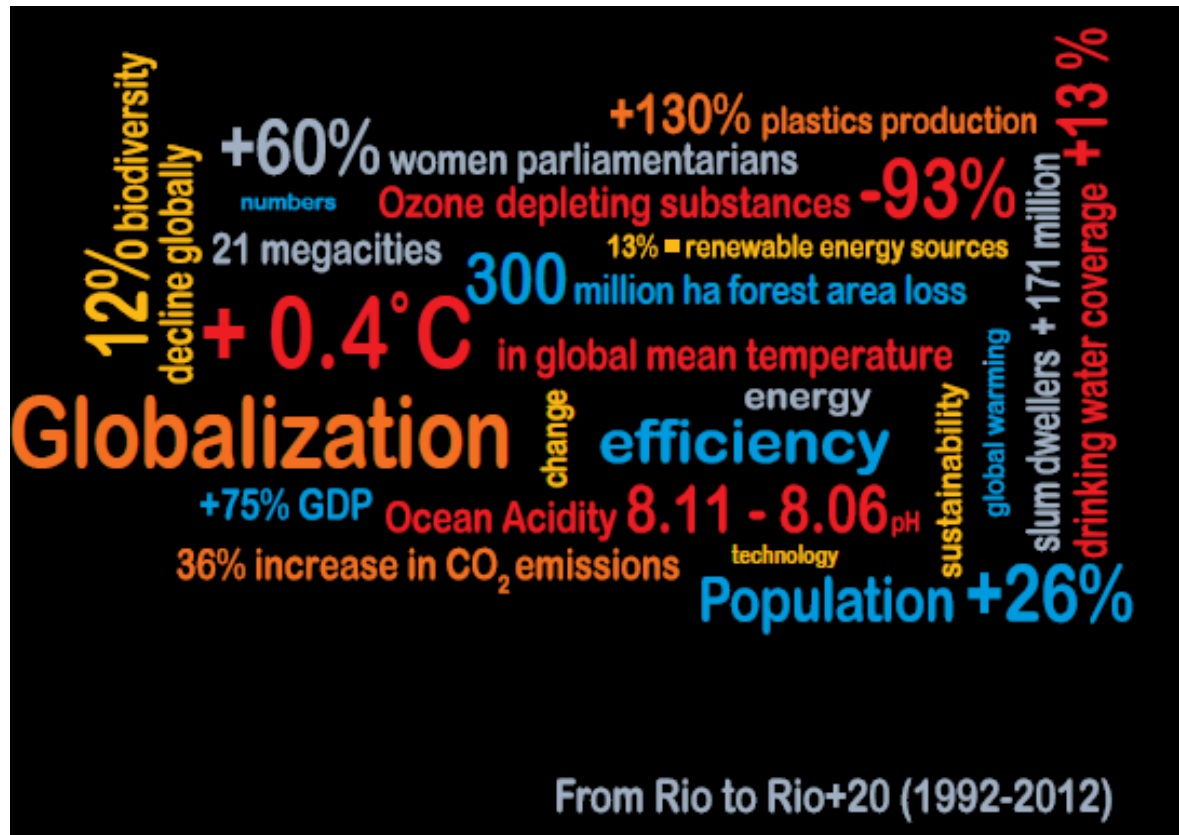 12% biodiversity
decline globally
+60% women parliamentarians
+130% plastics production
numbers
Ozone depleting substances -93%
21 megacities
13% = renewable energy sources
300 million ha forest area loss
+ 0.4°C in global mean temperature
Globalization
change
energy
efficiency
sustainability
global warming
slum dwellers + 171 million
drinking water coverage +13 %
+75% GDP
Ocean Acidity 8.11 - 8.06 pH
36% increase in CO₂ emissions
technology
Population +26%
From Rio to Rio+20 (1992-2012)